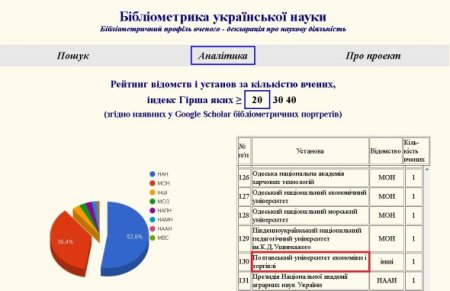 Бібліометрика української науки
Бібліометричний профіль вченого - декларація про наукову діяльність
Пошук
Аналітика
Про проект
Рейтинг відомств і установ за кількістю вчених,
індекс Гірша яких ≥ 20 30 40
(згідно наявних у Google Scholar бібліометричних портретів)
НАН
МОН
Інші
МОЗ
НАПН
НАМН
НААН
МВС
36,4%
52,6%
№ п/п Установа Відомство Кіль-
кість
вчених
126 Одеська національна академія
харчових технологій МОН 1
127 Одеський національний економічний
університет МОН 1
128 Одеський національний морський
університет МОН 1
129 Південноукраїнський національний
педагогічний університет
ім.К.Д.Ушинського МОН 1
130 Полтавський університет економіки і
торгівлі інші 1
131 Президія Національної академії
аграрних наук України НААН 1